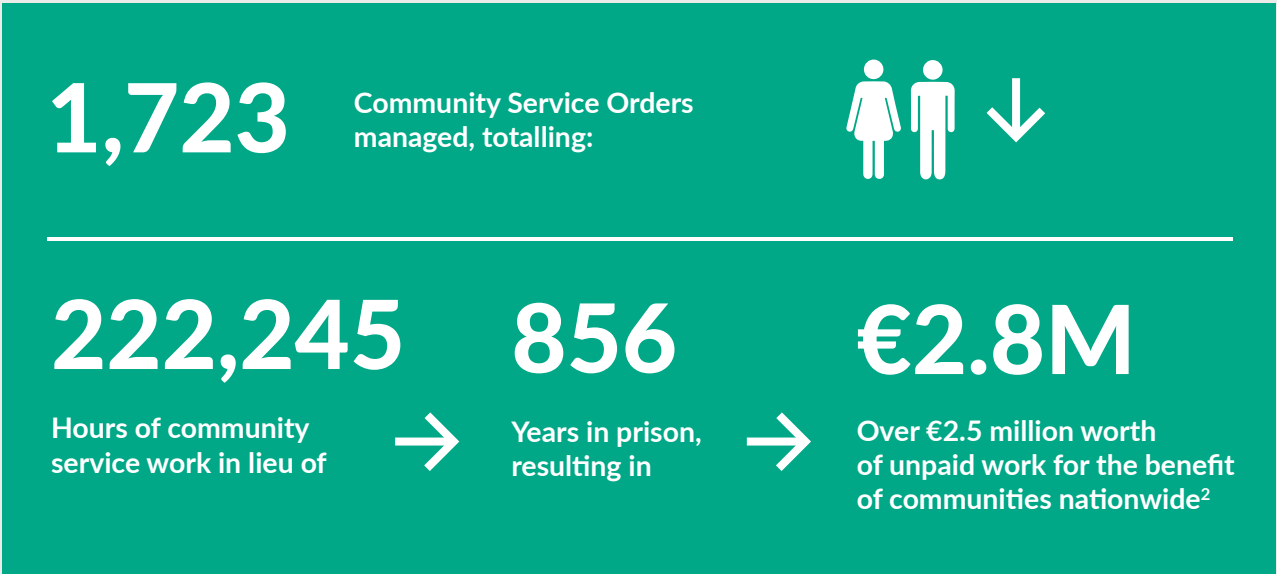 1,723
Community Service Orders
managed, totalling:
222,245
Hours of community
service work in lieu of
856
Years in prison,
resulting in
€2.8M
Over €2.5 million worth
of unpaid work for the benefit
of communities nationwide²